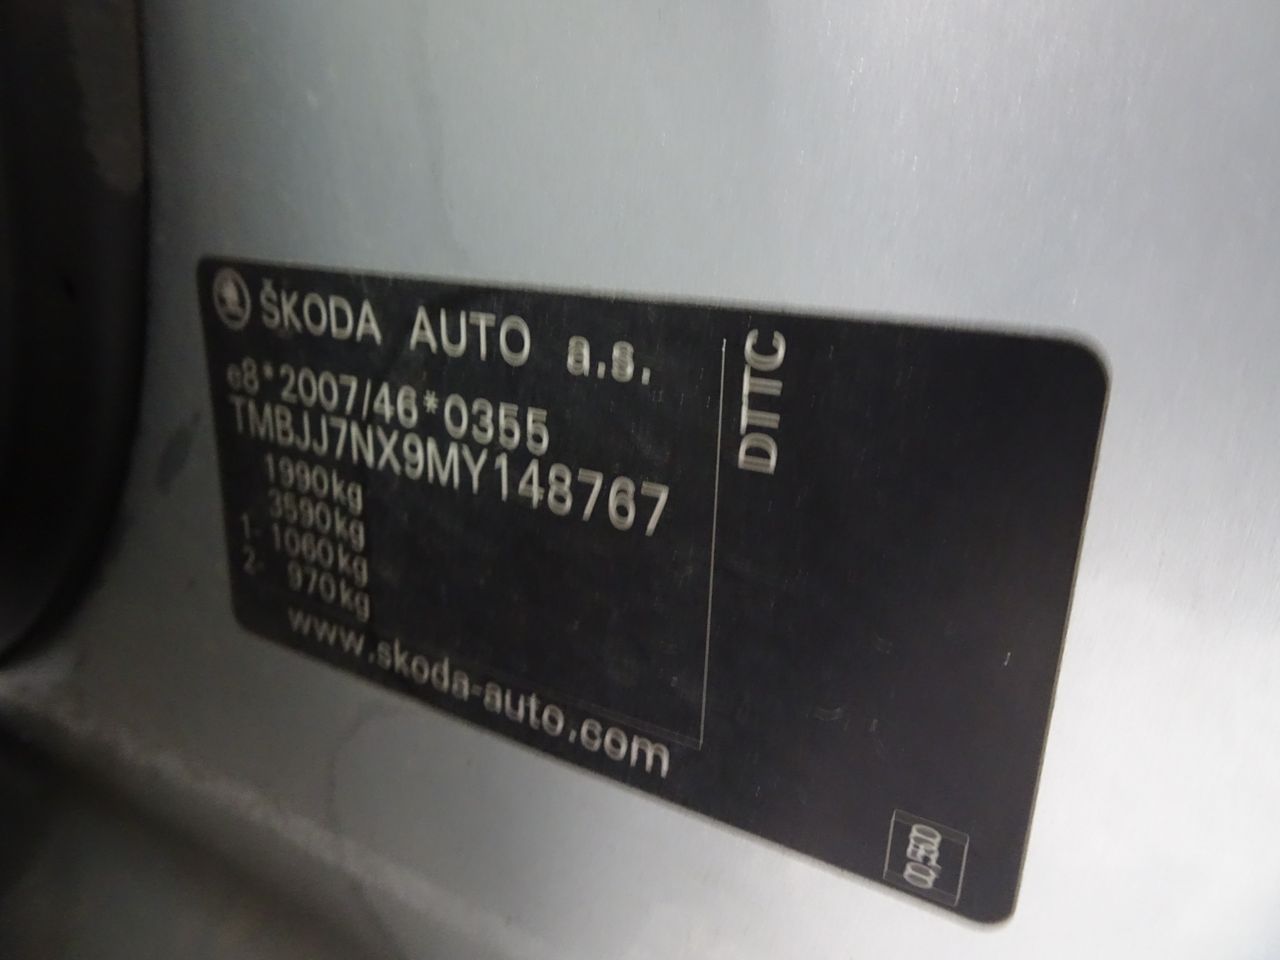 ŠKODA AUTO a.s.
e8*2007/46*0355
TMBJJ7NX9MY148767
1990kg
3590kg
1- 1060kg
2- 970kg
www.skoda-auto.com
DTTC